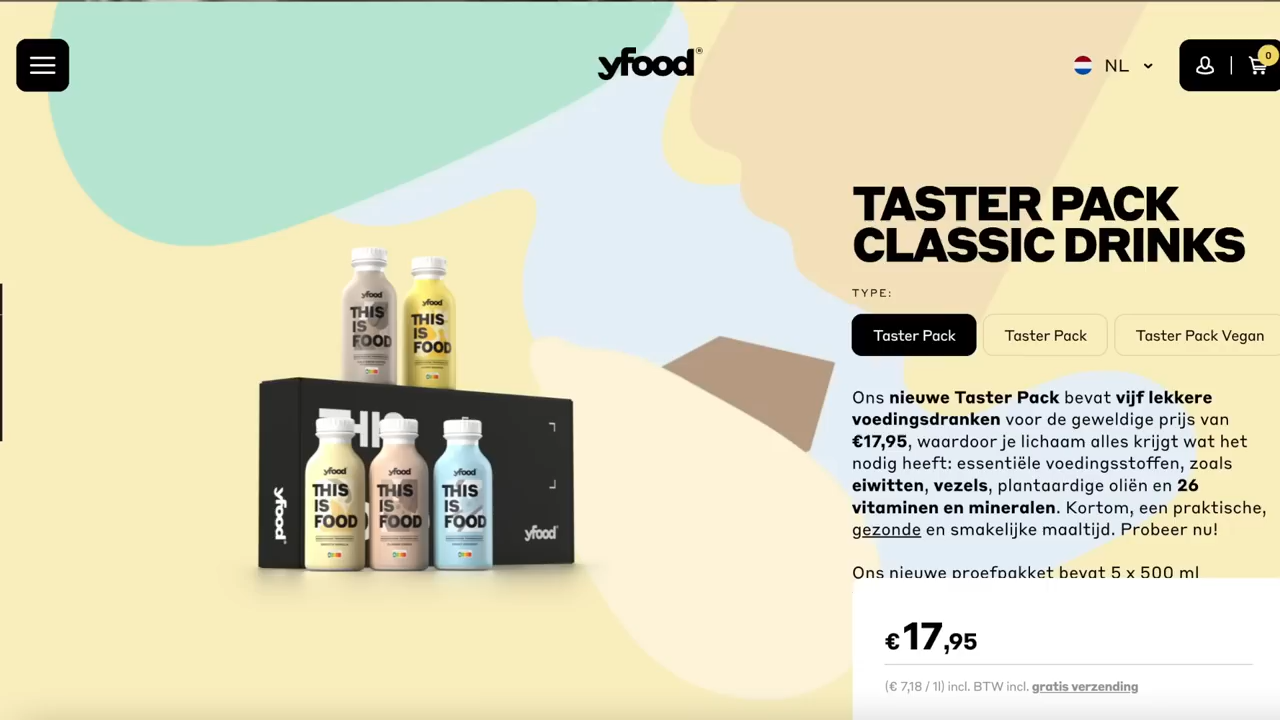 yfood®
NL
0
TASTER PACK
CLASSIC DRINKS
TYPE:
Taster Pack
Taster Pack
Taster Pack Vegan
Ons nieuwe Taster Pack bevat vijf lekkere
voedingsdranken voor de geweldige prijs van
€17,95, waardoor je lichaam alles krijgt wat het
nodig heeft: essentiële voedingsstoffen, zoals
eiwitten, vezels, plantaardige oliën en 26
vitaminen en mineralen. Kortom, een praktische,
gezonde en smakelijke maaltijd. Probeer nu!
Ons nieuwe proefpakket bevat 5 x 500 ml
€17,95
(€ 7,18 / 1l) incl. BTW incl. gratis verzending
yfood
THIS
IS
FOOD
yfood
THIS
IS
FOOD
yfood
THIS
IS
FOOD
yfood
THIS
IS
FOOD
yfood
THIS
IS
FOOD
yfood
yfood